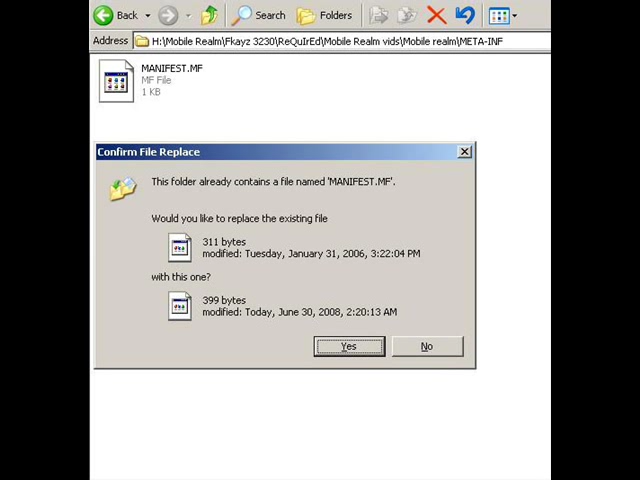 Back Search Folders
Address H:\Mobile Realm\Fkayz 3230\ReQuIrEd\Mobile Realm vids\Mobile realm\META-INF
MANIFEST.MF
MF File
1 KB
Confirm File Replace
This folder already contains a file named 'MANIFEST.MF'.
Would you like to replace the existing file
311 bytes
modified: Tuesday, January 31, 2006, 3:22:04 PM
with this one?
399 bytes
modified: Today, June 30, 2008, 2:20:13 AM
Yes No